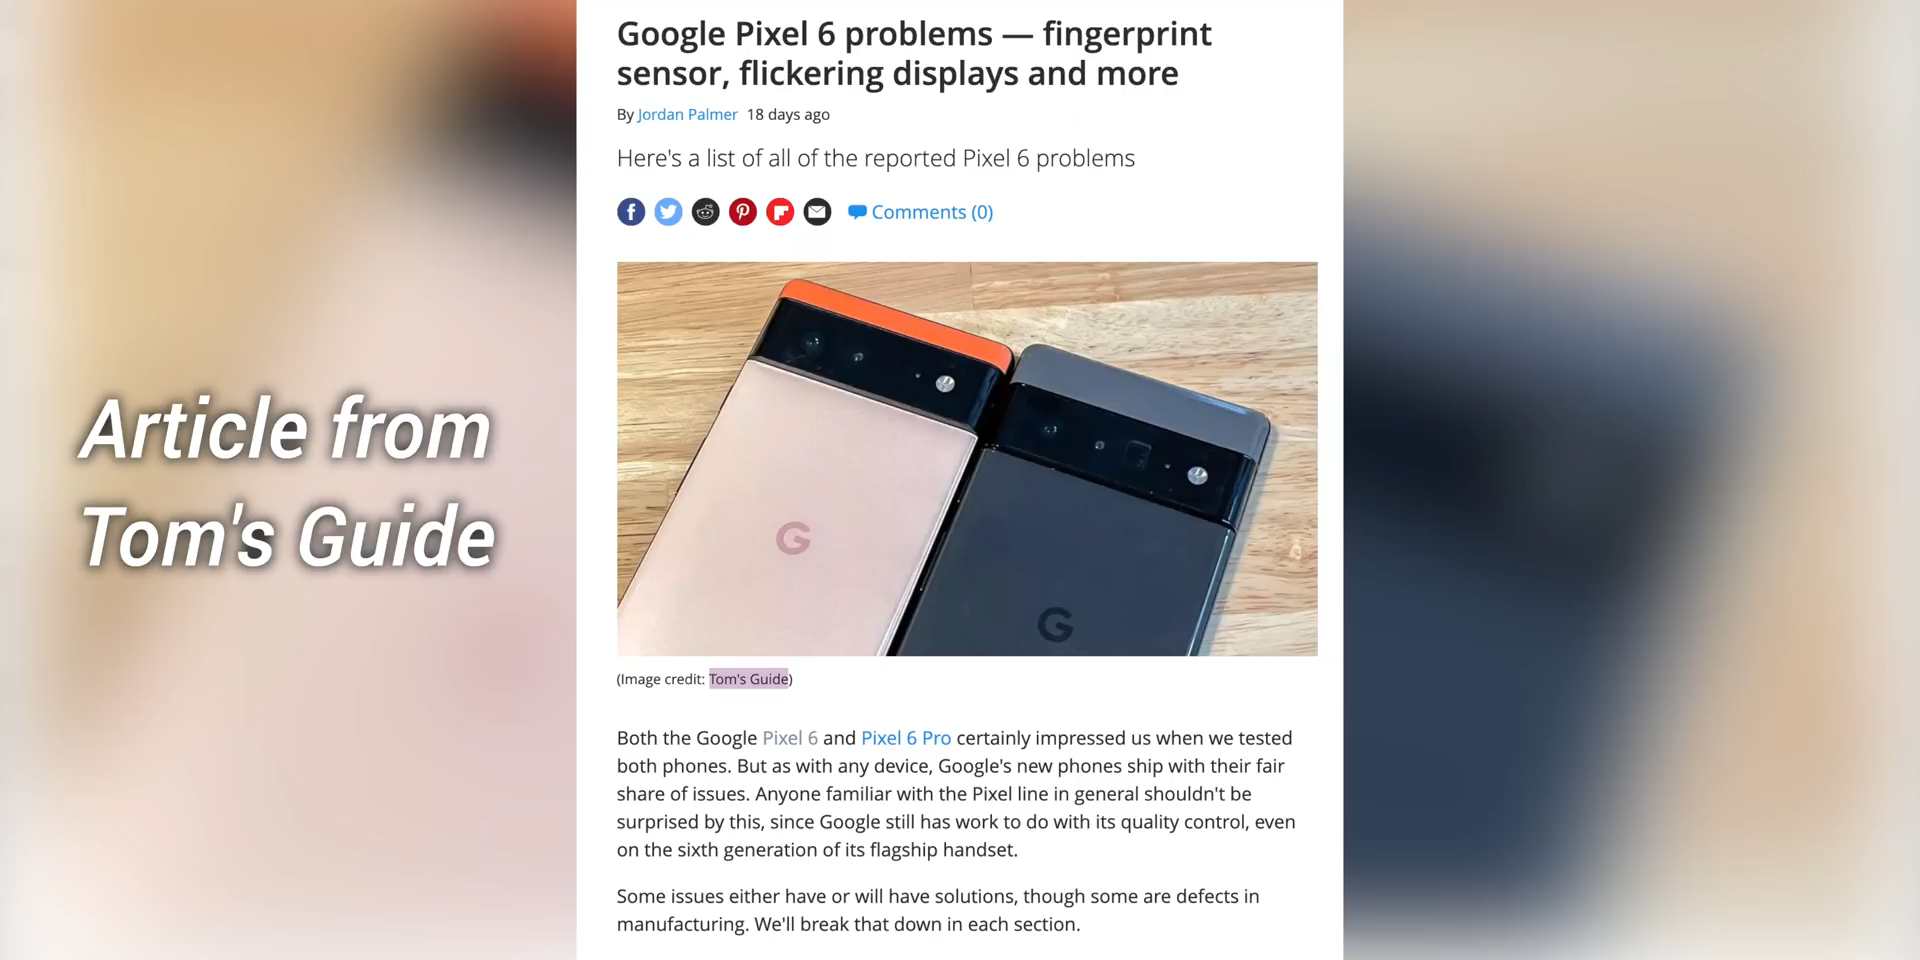 Google Pixel 6 problems — fingerprint
sensor, flickering displays and more
By Jordan Palmer 18 days ago
Here's a list of all of the reported Pixel 6 problems
Comments (0)
Article from
Tom's Guide
G
G
(Image credit: Tom's Guide)
Both the Google Pixel 6 and Pixel 6 Pro certainly impressed us when we tested
both phones. But as with any device, Google's new phones ship with their fair
share of issues. Anyone familiar with the Pixel line in general shouldn't be
surprised by this, since Google still has work to do with its quality control, even
on the sixth generation of its flagship handset.
Some issues either have or will have solutions, though some are defects in
manufacturing. We'll break that down in each section.